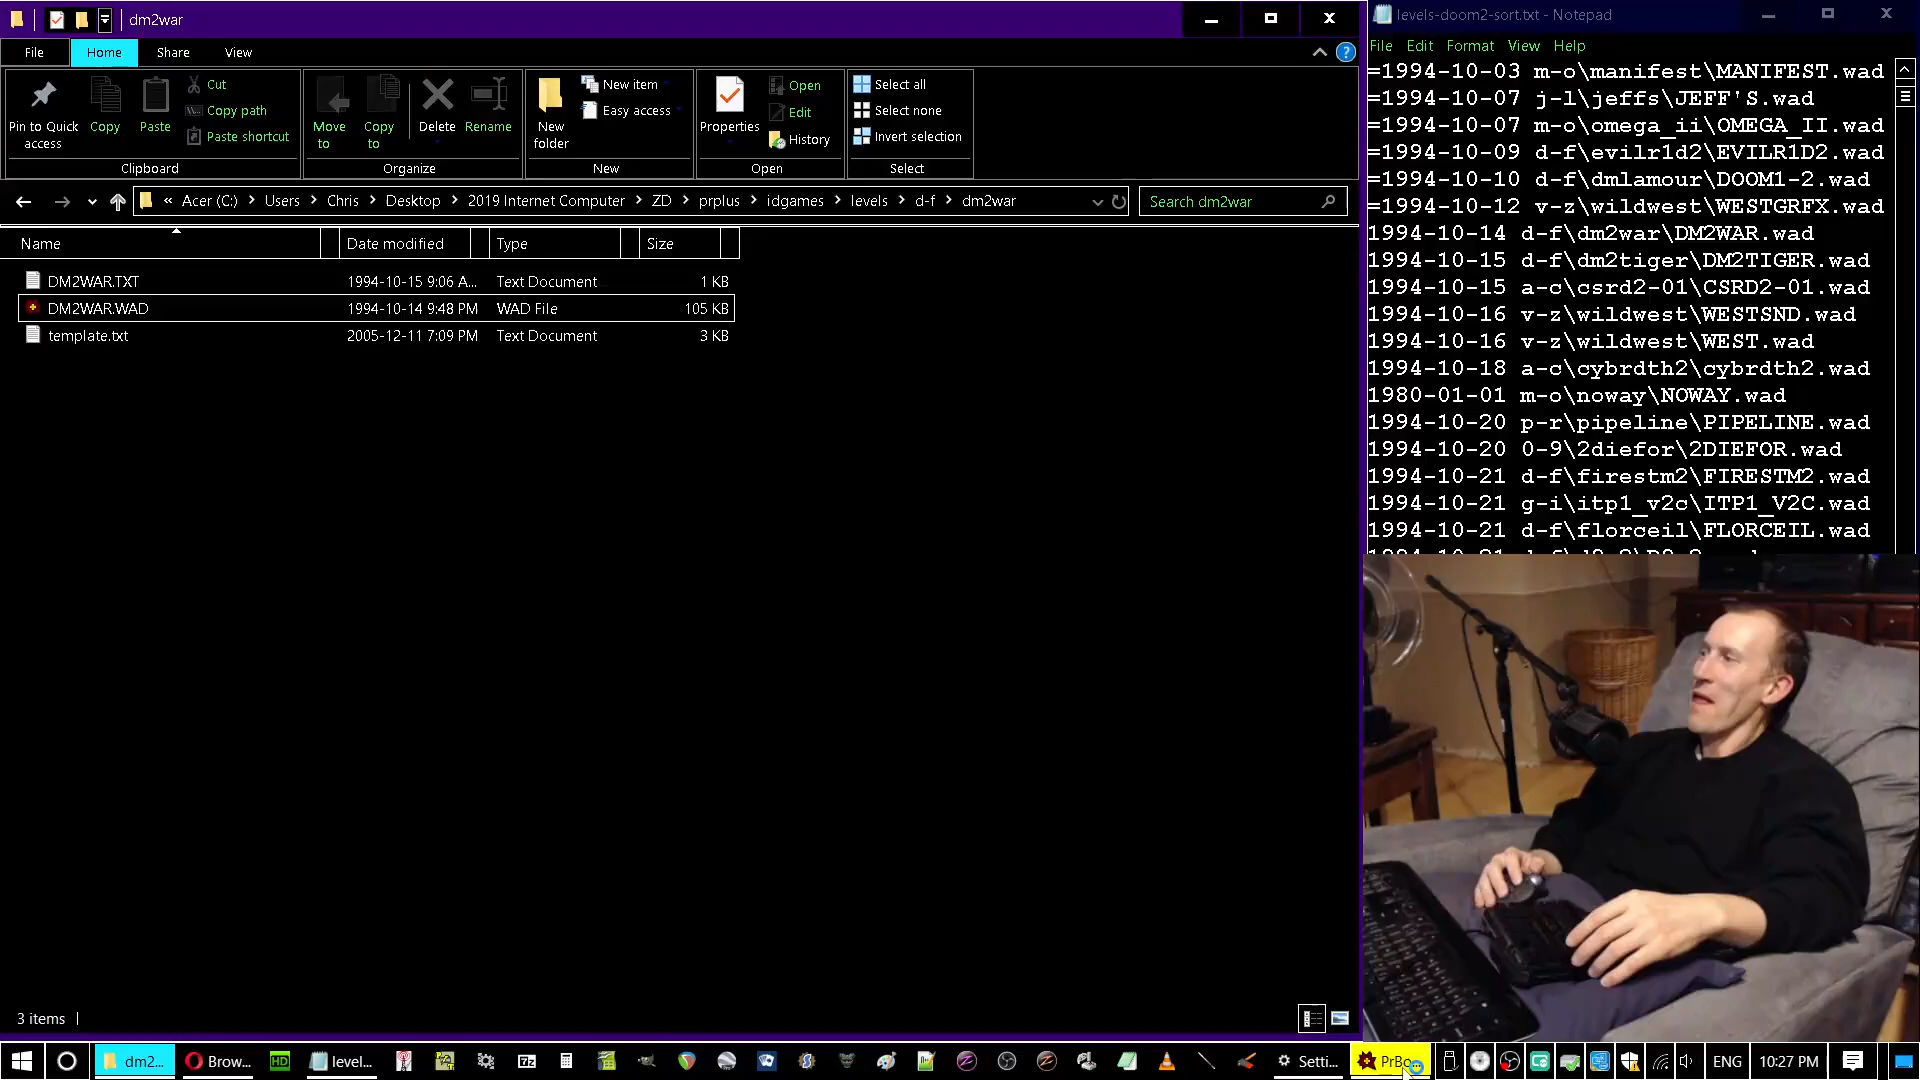 dm2war
File Home Share View
Pin to Quick access
Copy
Paste
Cut
Copy path
Paste shortcut
Clipboard
Move to
Copy to
Delete
Rename
Organize
New folder
New item
Easy access
New
Properties
Open
Edit
History
Open
Select all
Select none
Invert selection
Select
« Acer (C:) > Users > Chris > Desktop > 2019 Internet Computer > ZD > prplus > idgames > levels > d-f > dm2war
Search dm2war
Name Date modified Type Size
DM2WAR.TXT 1994-10-15 9:06 A... Text Document 1 KB
DM2WAR.WAD 1994-10-14 9:48 PM WAD File 105 KB
template.txt 2005-12-11 7:09 PM Text Document 3 KB
3 items
levels-doom2-sort.txt - Notepad
File Edit Format View Help
=1994-10-03 m-o\manifest\MANIFEST.wad
=1994-10-07 j-l\jeffs\JEFF'S.wad
=1994-10-07 m-o\omega_ii\OMEGA_II.wad
=1994-10-09 d-f\evilr1d2\EVILR1D2.wad
=1994-10-10 d-f\dmlamour\DOOM1-2.wad
=1994-10-12 v-z\wildwest\WESTGRFX.wad
1994-10-14 d-f\dm2war\DM2WAR.wad
1994-10-15 d-f\dm2tiger\DM2TIGER.wad
1994-10-15 a-c\csrd2-01\CSRD2-01.wad
1994-10-16 v-z\wildwest\WESTSND.wad
1994-10-16 v-z\wildwest\WEST.wad
1994-10-18 a-c\cybrdth2\cybrdth2.wad
1980-01-01 m-o\noway\NOWAY.wad
1994-10-20 p-r\pipeline\PIPELINE.wad
1994-10-20 0-9\2diefor\2DIEFOR.wad
1994-10-21 d-f\firestm2\FIRESTM2.wad
1994-10-21 g-i\itp1_v2c\ITP1_V2C.wad
1994-10-21 d-f\florceil\FLORCEIL.wad
dm2... Brow... HD level... 7z Setti... PrBo... ENG 10:27 PM